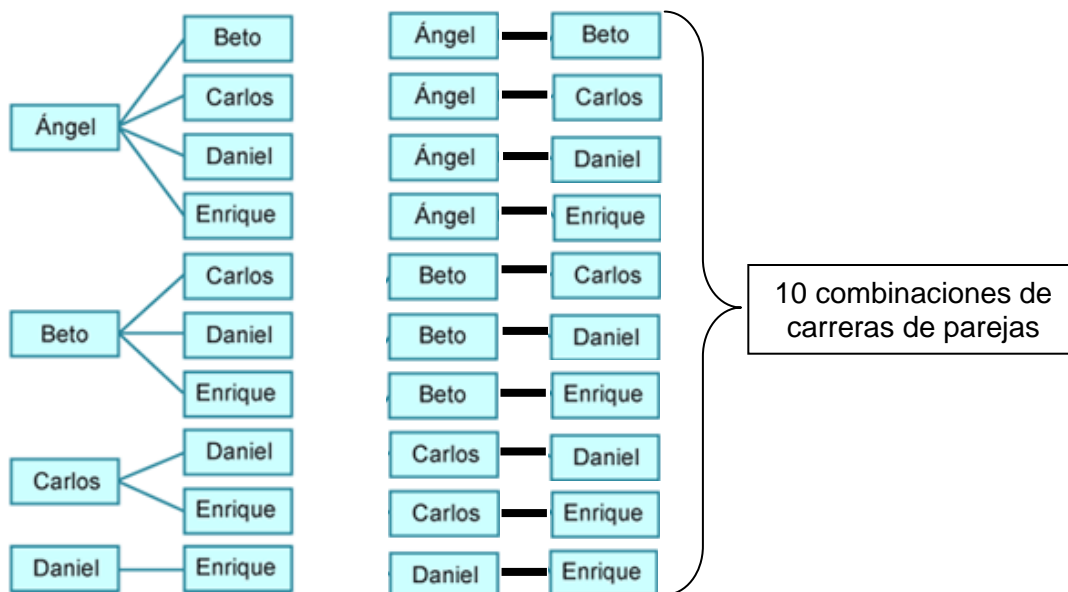 Beto
Carlos
Ángel
Daniel
Enrique
Carlos
Beto
Daniel
Enrique
Daniel
Carlos
Enrique
Daniel
Enrique
Ángel Beto
Ángel Carlos
Ángel Daniel
Ángel Enrique
Beto Carlos
Beto Daniel
Beto Enrique
Carlos Daniel
Carlos Enrique
Daniel Enrique
10 combinaciones de
carreras de parejas